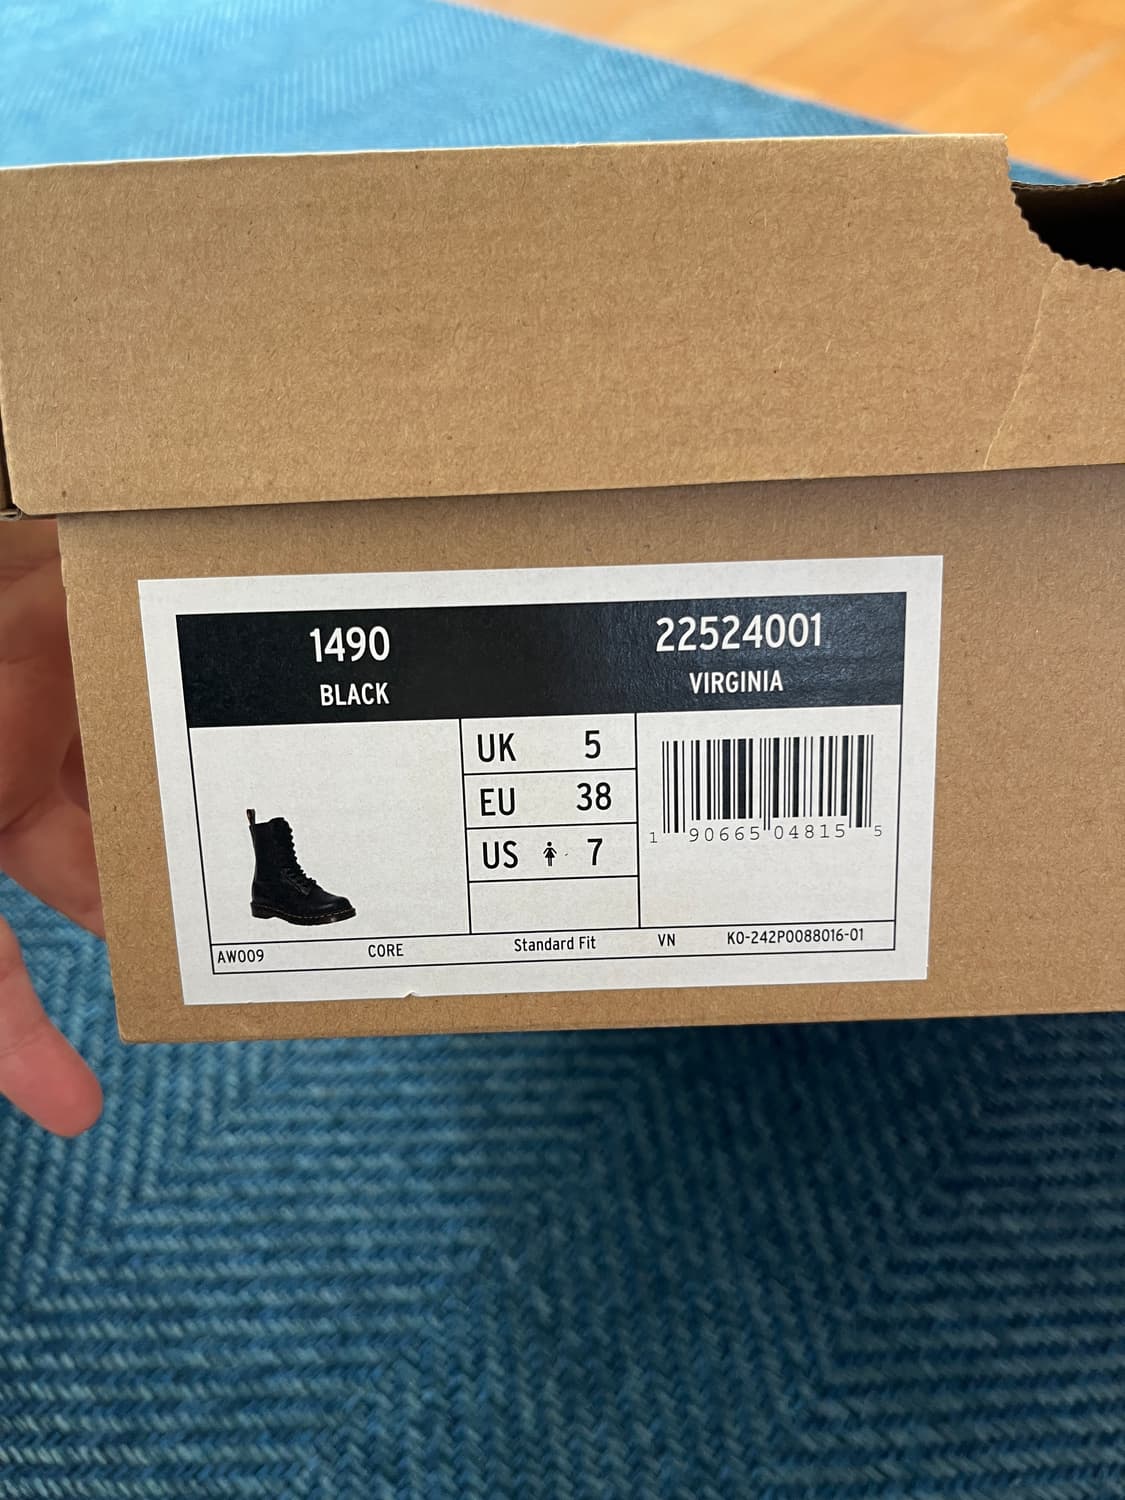 1490
BLACK
22524001
VIRGINIA
UK 5
EU 38
US 7
1 90665 04815 5
AW009 CORE Standard Fit VN KO-242P0088016-01